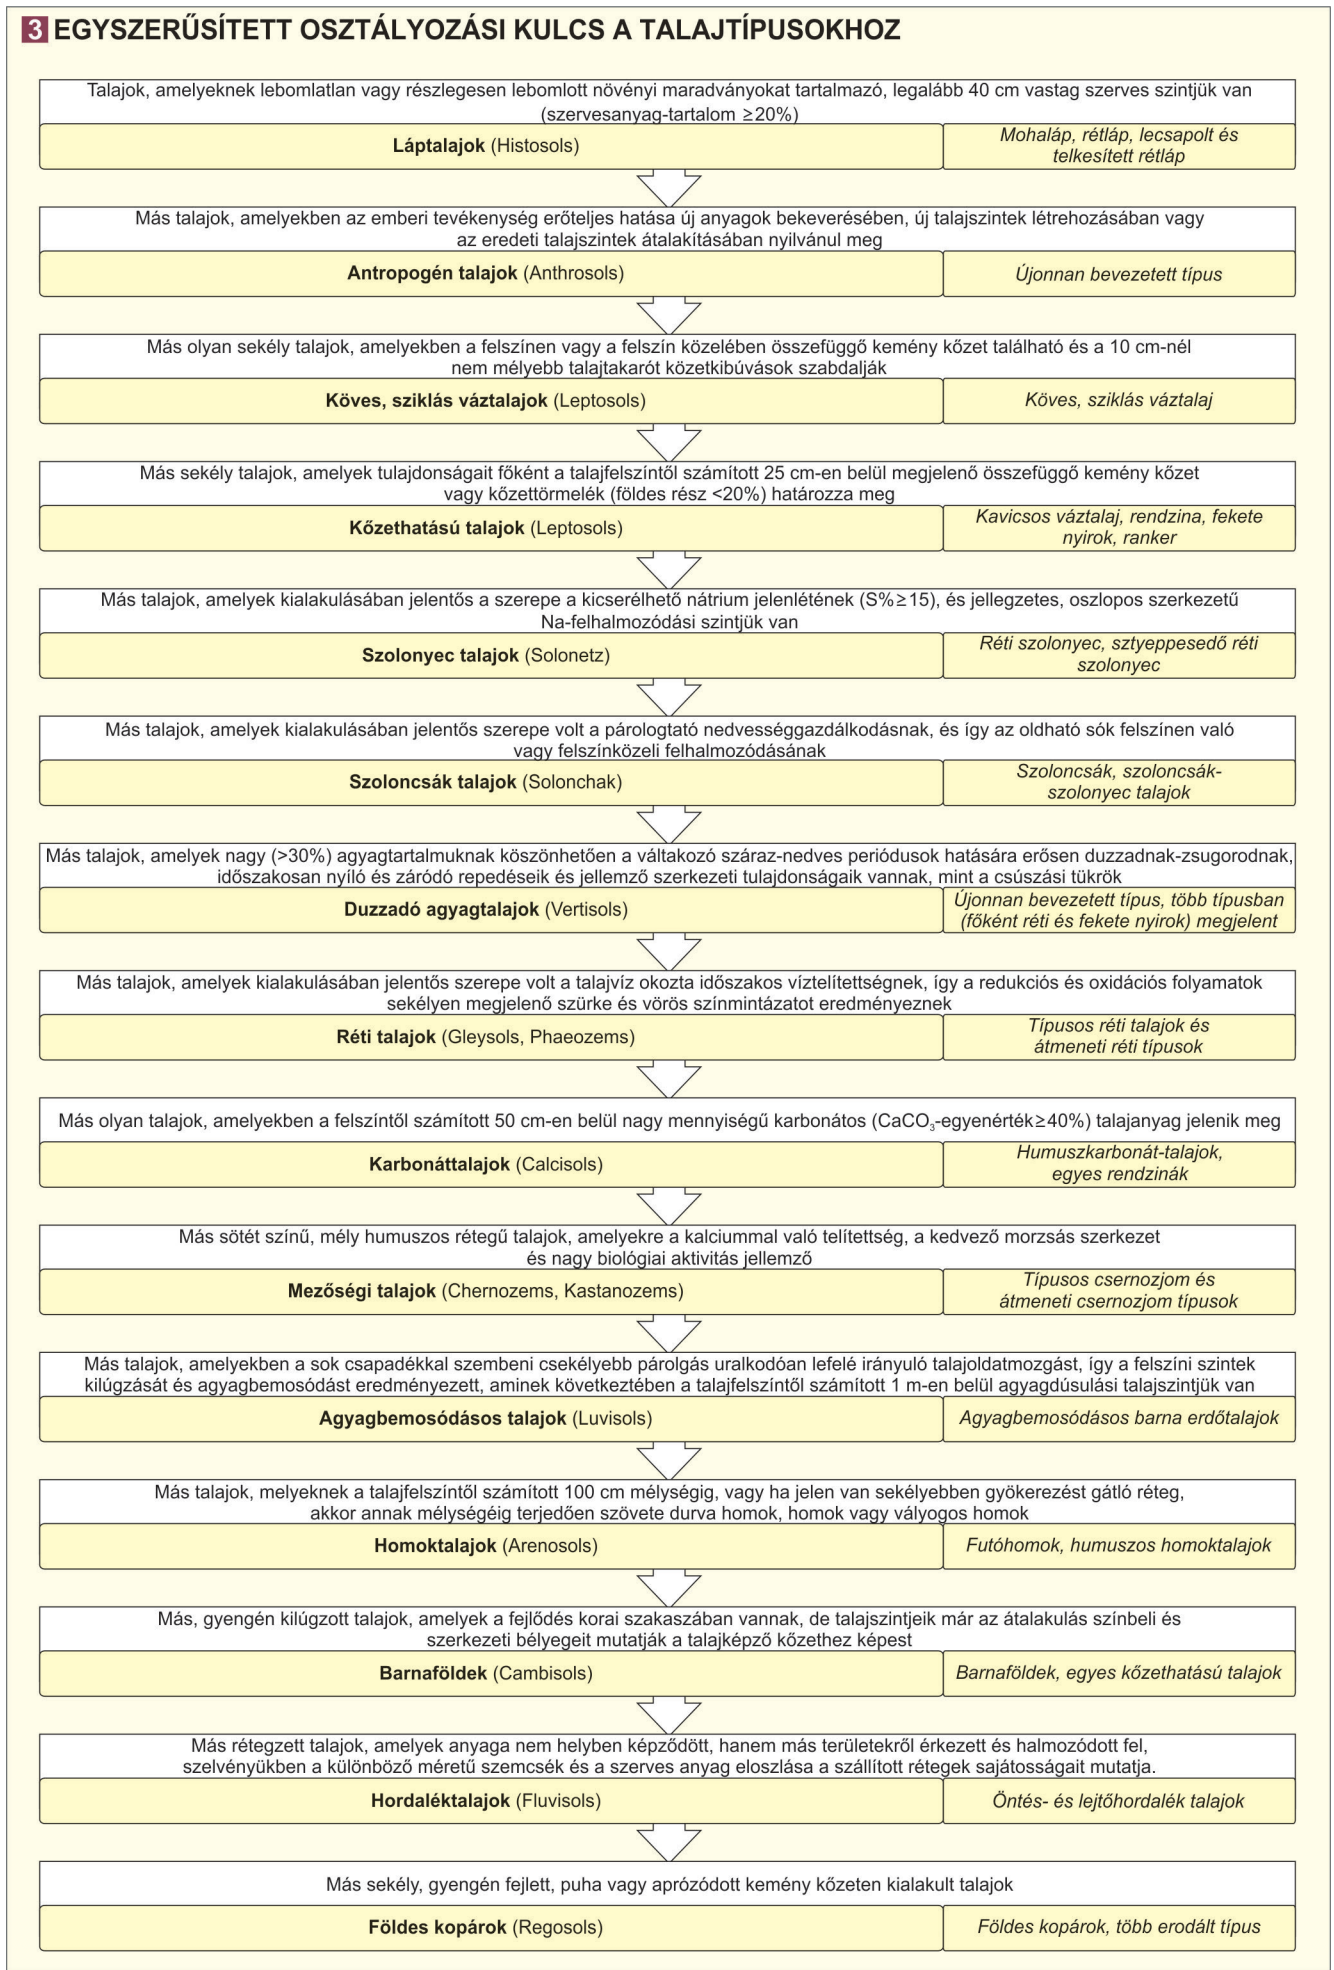 3 EGYSZERŰSÍTETT OSZTÁLYOZÁSI KULCS A TALAJTÍPUSOKHOZ
Talajok, amelyeknek lebomlatlan vagy részlegesen lebomlott növényi maradványokat tartalmazó, legalább 40 cm vastag szerves szintjük van
(szervesanyag-tartalom ≥20%)
Láptalajok (Histosols)
Mohaláp, rétláp, lecsapolt és
telkesített rétláp
Más talajok, amelyekben az emberi tevékenység erőteljes hatása új anyagok bekeverésében, új talajszintek létrehozásában vagy
az eredeti talajszintek átalakításában nyilvánul meg
Antropogén talajok (Anthrosols)
Újonnan bevezetett típus
Más olyan sekély talajok, amelyekben a felszínen vagy a felszín közelében összefüggő kemény kőzet található és a 10 cm-nél
nem mélyebb talajtakarót közetkibúvások szabdalják
Köves, sziklás váztalajok (Leptosols)
Köves, sziklás váztalaj
Más sekély talajok, amelyek tulajdonságait főként a talajfelszíntől számított 25 cm-en belül megjelenő összefüggő kemény kőzet
vagy kőzettörmelék (földes rész <20%) határozza meg
Kőzethatású talajok (Leptosols)
Kavicsos váztalaj, rendzina, fekete
nyirok, ranker
Más talajok, amelyek kialakulásában jelentős a szerepe a kicserélhető nátrium jelenlétének (S%≥15), és jellegzetes, oszlopos szerkezetű
Na-felhalmozódási szintjük van
Szolonyec talajok (Solonetz)
Réti szolonyec, sztyeppesedő réti
szolonyec
Más talajok, amelyek kialakulásában jelentős szerepe volt a párologtató nedvességgazdálkodásnak, és így az oldható sók felszínen való
vagy felszínközeli felhalmozódásának
Szoloncsák talajok (Solonchak)
Szoloncsák, szoloncsák-
szolonyec talajok
Más talajok, amelyek nagy (>30%) agyagtartalmuknak köszönhetően a váltakozó száraz-nedves periódusok hatására erősen duzzadnak-zsugorodnak,
időszakosan nyíló és záródó repedéseik és jellemző szerkezeti tulajdonságaik vannak, mint a csúszási tükrök
Duzzadó agyagtalajok (Vertisols)
Újonnan bevezetett típus, több típusban
(főként réti és fekete nyirok) megjelent
Más talajok, amelyek kialakulásában jelentős szerepe volt a talajvíz okozta időszakos víztelítettségnek, így a redukciós és oxidációs folyamatok
sekélyen megjelenő szürke és vörös színmintázatot eredményeznek
Réti talajok (Gleysols, Phaeozems)
Típusos réti talajok és
átmeneti réti típusok
Más olyan talajok, amelyekben a felszíntől számított 50 cm-en belül nagy mennyiségű karbonátos (CaCO₃-egyenérték≥40%) talajanyag jelenik meg
Karbonáttalajok (Calcisols)
Humuszkarbonát-talajok,
egyes rendzinák
Más sötét színű, mély humuszos rétegű talajok, amelyekre a kalciummal való telítettség, a kedvező morzsás szerkezet
és nagy biológiai aktivitás jellemző
Mezőségi talajok (Chernozems, Kastanozems)
Típusos csernozjom és
átmeneti csernozjom típusok
Más talajok, amelyekben a sok csapadékkal szembeni csekélyebb párolgás uralkodóan lefelé irányuló talajoldatmozgást, így a felszíni szintek
kilúgzását és agyagbemosódást eredményezett, aminek következtében a talajfelszíntől számított 1 m-en belül agyagdúsulási talajszintjük van
Agyagbemosódásos talajok (Luvisols)
Agyagbemosódásos barna erdőtalajok
Más talajok, melyeknek a talajfelszíntől számított 100 cm mélységig, vagy ha jelen van sekélyebben gyökerezést gátló réteg,
akkor annak mélységéig terjedően szövete durva homok, homok vagy vályogos homok
Homoktalajok (Arenosols)
Futóhomok, humuszos homoktalajok
Más, gyengén kilúgzott talajok, amelyek a fejlődés korai szakaszában vannak, de talajszintjeik már az átalakulás színbeli és
szerkezeti bélyegeit mutatják a talajképző kőzethez képest
Barnaföldek (Cambisols)
Barnaföldek, egyes kőzethatású talajok
Más rétegzett talajok, amelyek anyaga nem helyben képződött, hanem más területekről érkezett és halmozódott fel,
szelvényükben a különböző méretű szemcsék és a szerves anyag eloszlása a szállított rétegek sajátosságait mutatja.
Hordaléktalajok (Fluvisols)
Öntés- és lejtőhordalék talajok
Más sekély, gyengén fejlett, puha vagy aprózódott kemény kőzeten kialakult talajok
Földes kopárok (Regosols)
Földes kopárok, több erodált típus